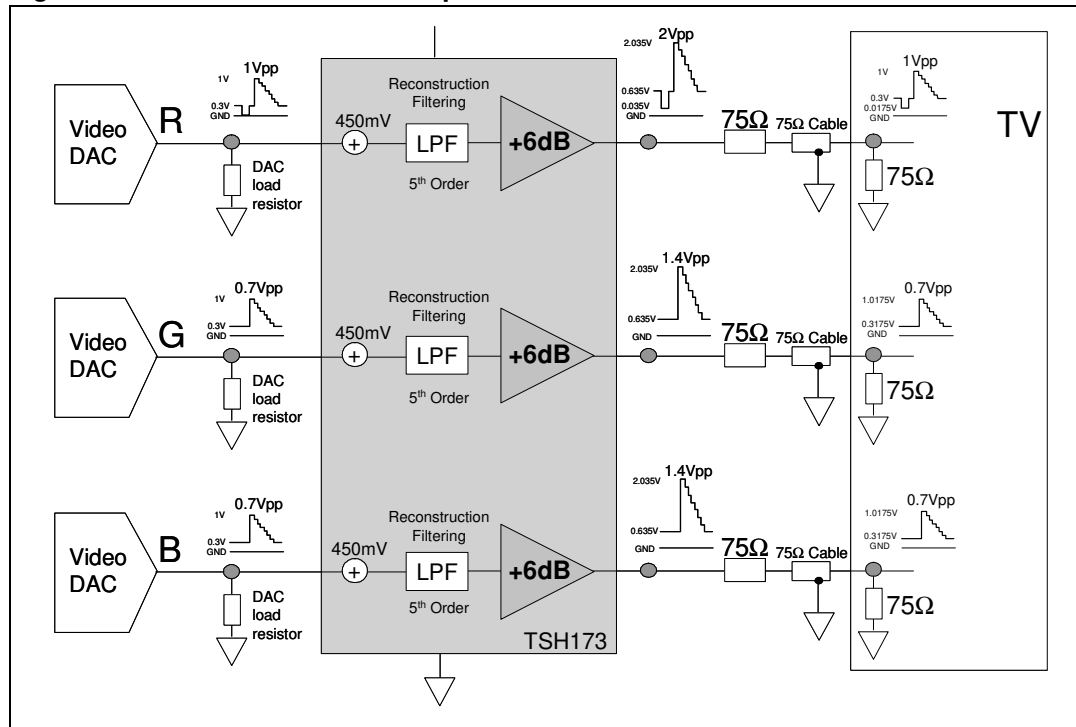 Video
DAC
R
1Vpp
1V
0.3V
GND
DAC
load
resistor
450mV
+
Reconstruction
Filtering
LPF
5th Order
+6dB
2Vpp
2.035V
0.635V
0.035V
GND
75Ω
75Ω Cable
1Vpp
1V
0.3V
0.0175V
GND
TV
75Ω
Video
DAC
G
0.7Vpp
1V
0.3V
GND
DAC
load
resistor
450mV
+
Reconstruction
Filtering
LPF
5th Order
+6dB
1.4Vpp
2.035V
0.635V
GND
75Ω
75Ω Cable
0.7Vpp
1.0175V
0.3175V
GND
75Ω
Video
DAC
B
0.7Vpp
1V
0.3V
GND
DAC
load
resistor
450mV
+
Reconstruction
Filtering
LPF
5th Order
+6dB
1.4Vpp
2.035V
0.635V
GND
75Ω
75Ω Cable
0.7Vpp
1.0175V
0.3175V
GND
75Ω
TSH173